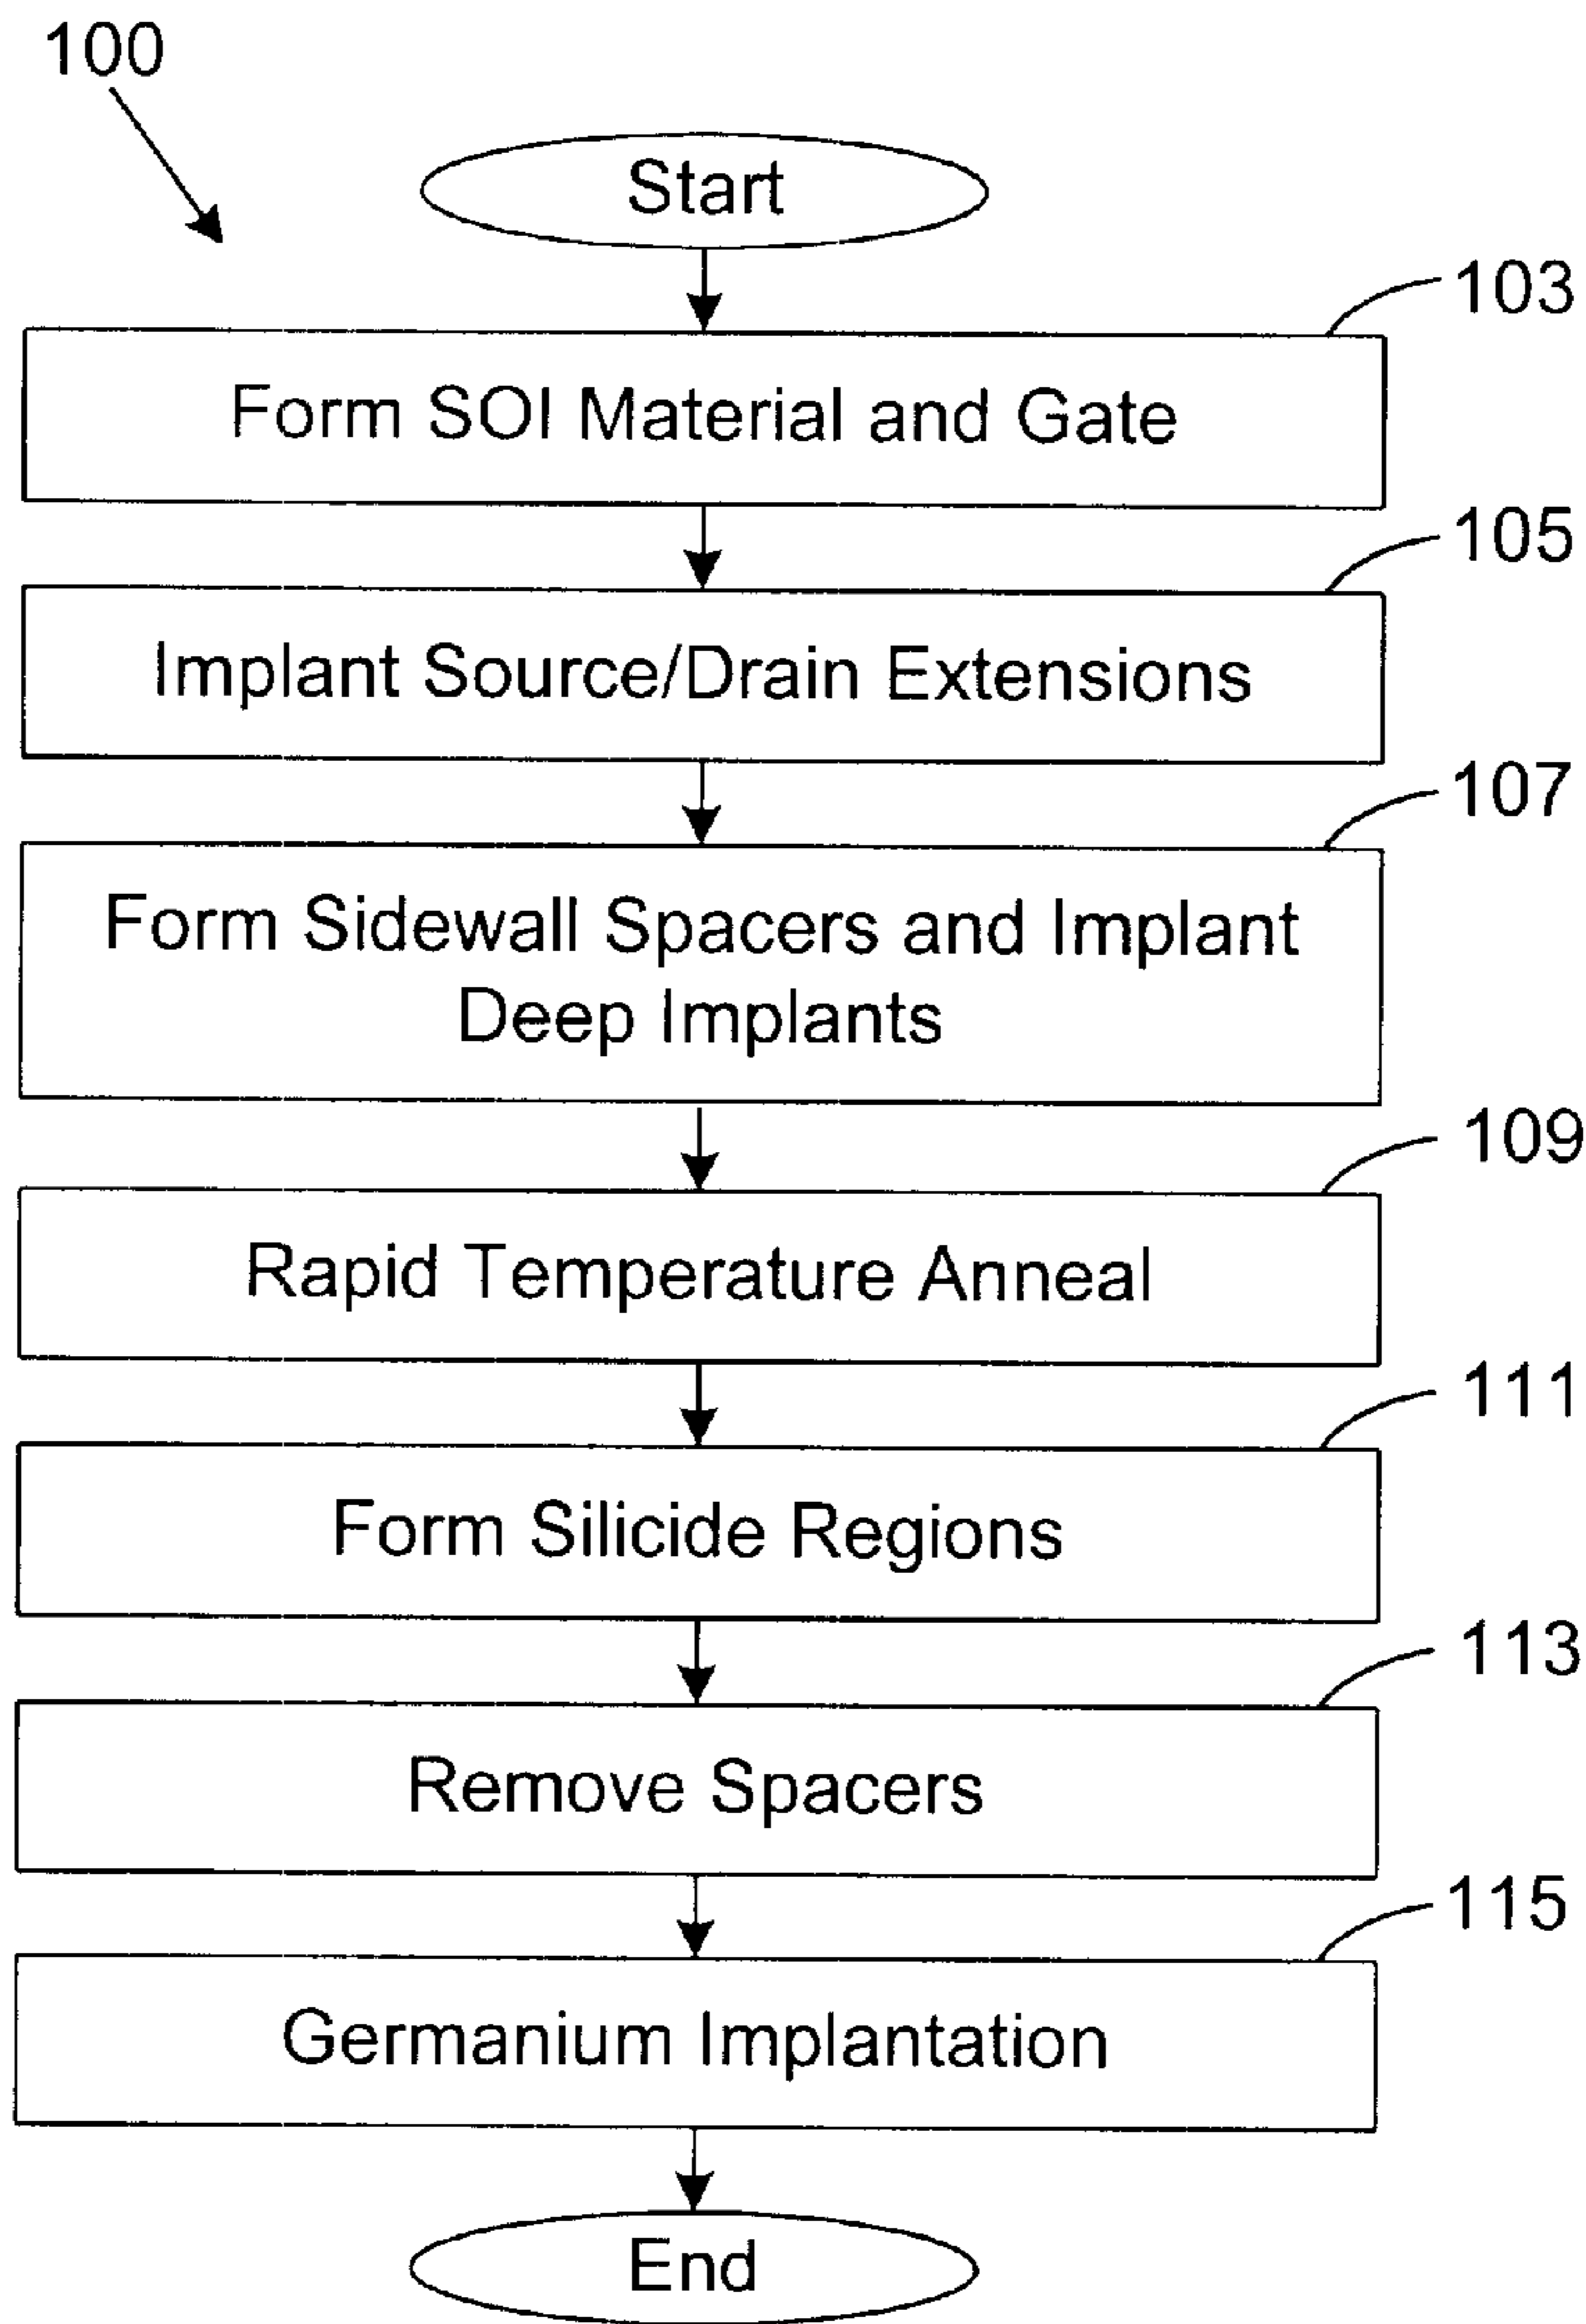 100
Start
103
Form SOI Material and Gate
105
Implant Source/Drain Extensions
107
Form Sidewall Spacers and Implant
Deep Implants
109
Rapid Temperature Anneal
111
Form Silicide Regions
113
Remove Spacers
115
Germanium Implantation
End